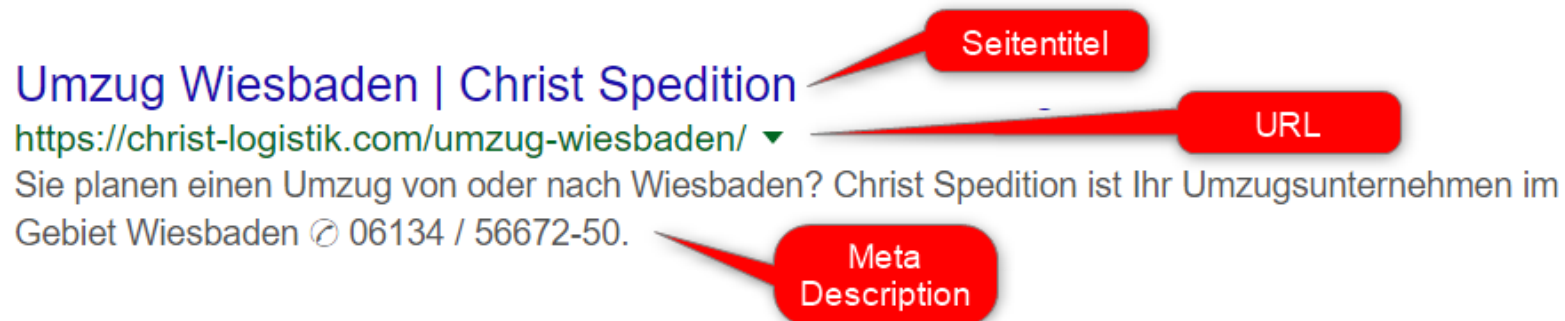 Seitentitel
Umzug Wiesbaden | Christ Spedition
https://christ-logistik.com/umzug-wiesbaden/
URL
Sie planen einen Umzug von oder nach Wiesbaden? Christ Spedition ist Ihr Umzugsunternehmen im
Gebiet Wiesbaden ✆ 06134 / 56672-50.
Meta
Description